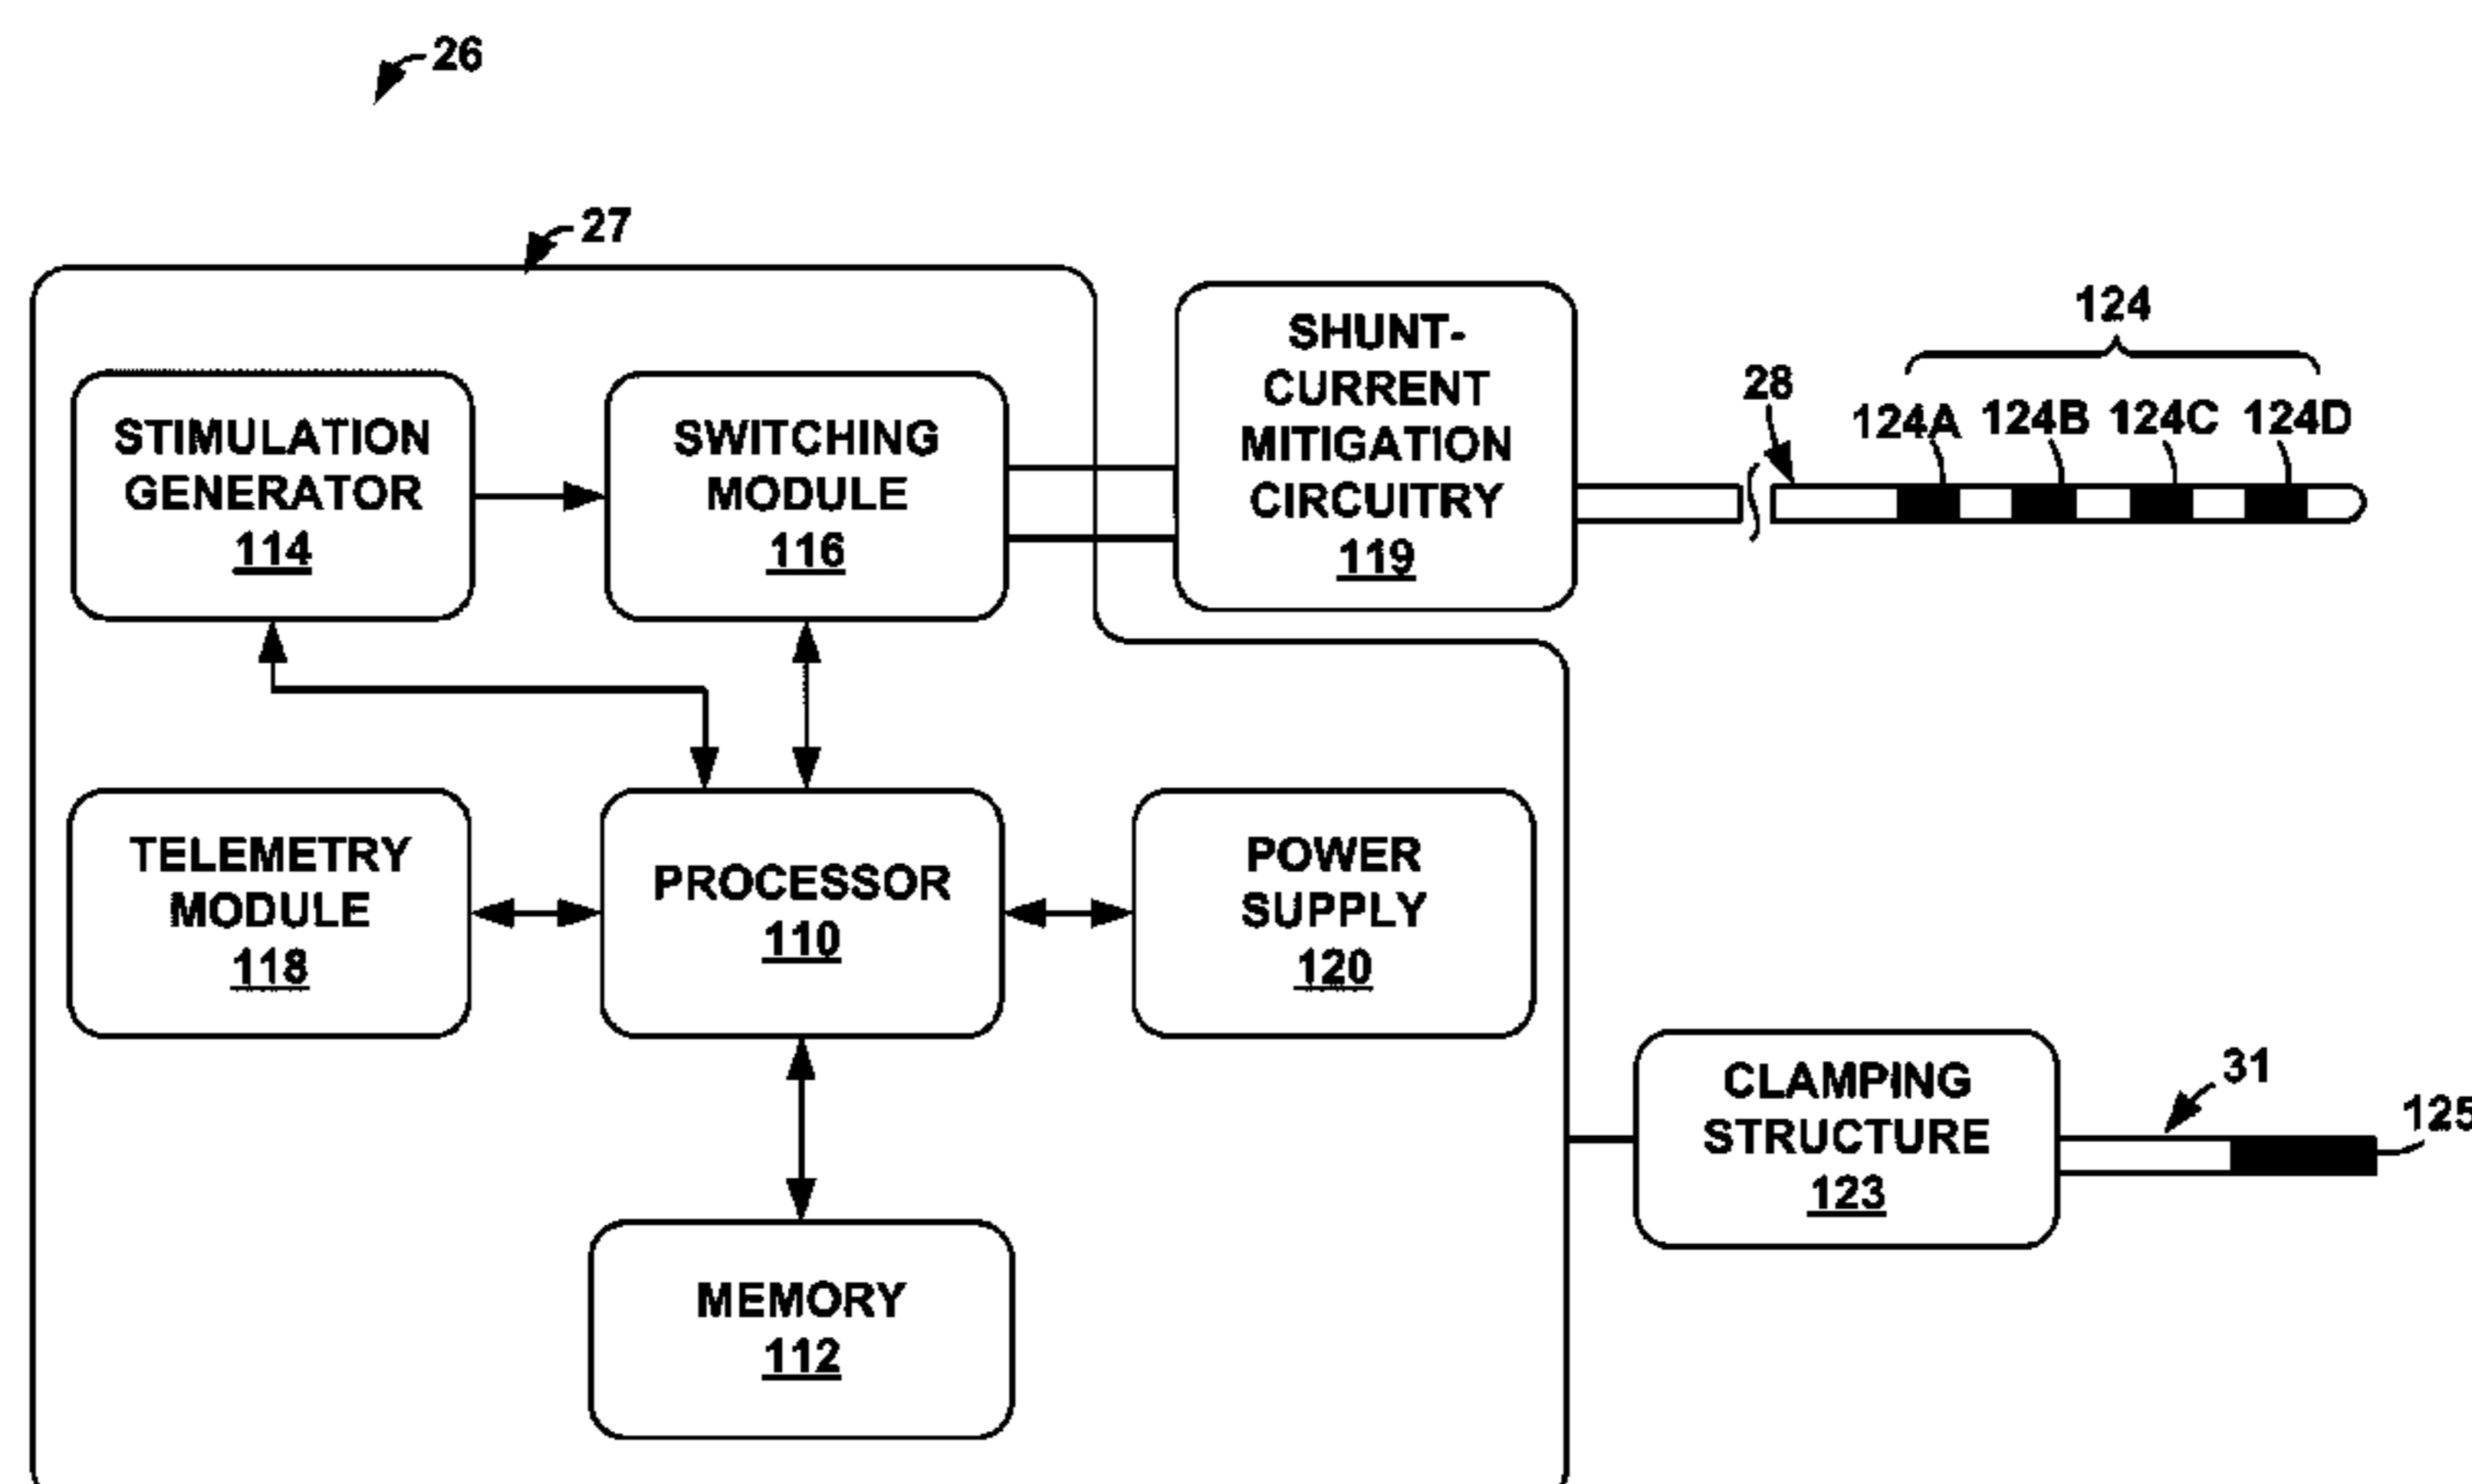 26
27
SHUNT-
CURRENT
MITIGATION
CIRCUITRY
119
124
28
124A 124B 124C 124D
STIMULATION
GENERATOR
114
SWITCHING
MODULE
116
TELEMETRY
MODULE
118
PROCESSOR
110
POWER
SUPPLY
120
CLAMPING
STRUCTURE
123
31
125
MEMORY
112